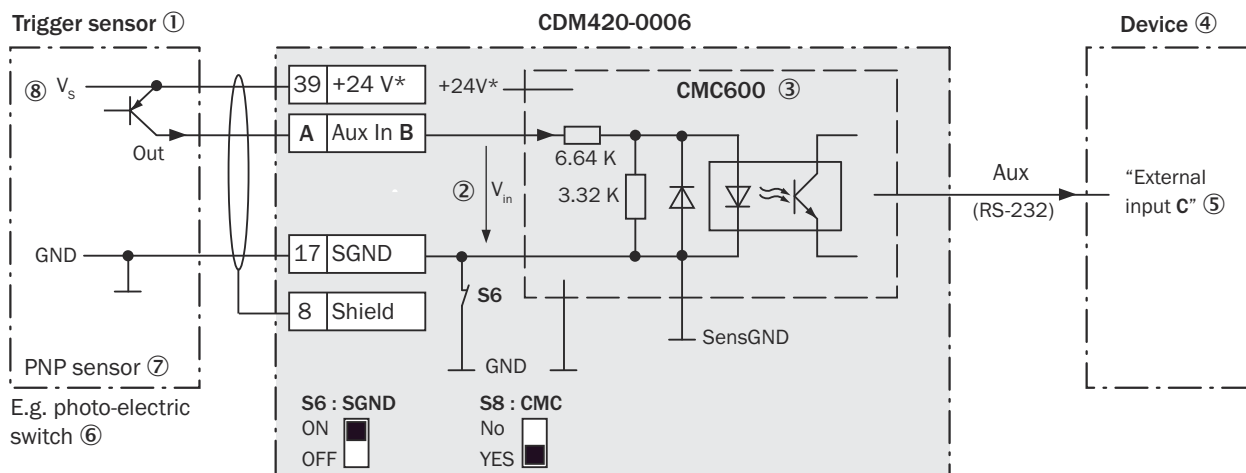 Trigger sensor ①
CDM420-0006
Device ④
⑧ Vs
39 +24 V*
+24V*
CMC600 ③
A Aux In B
Out
6.64 K
② Vin
3.32 K
Aux
(RS-232)
“External
input C” ⑤
GND
17 SGND
S6
8 Shield
SensGND
GND
PNP sensor ⑦
E.g. photo-electric
switch ⑥
S6 : SGND
ON
OFF
S8 : CMC
No
YES